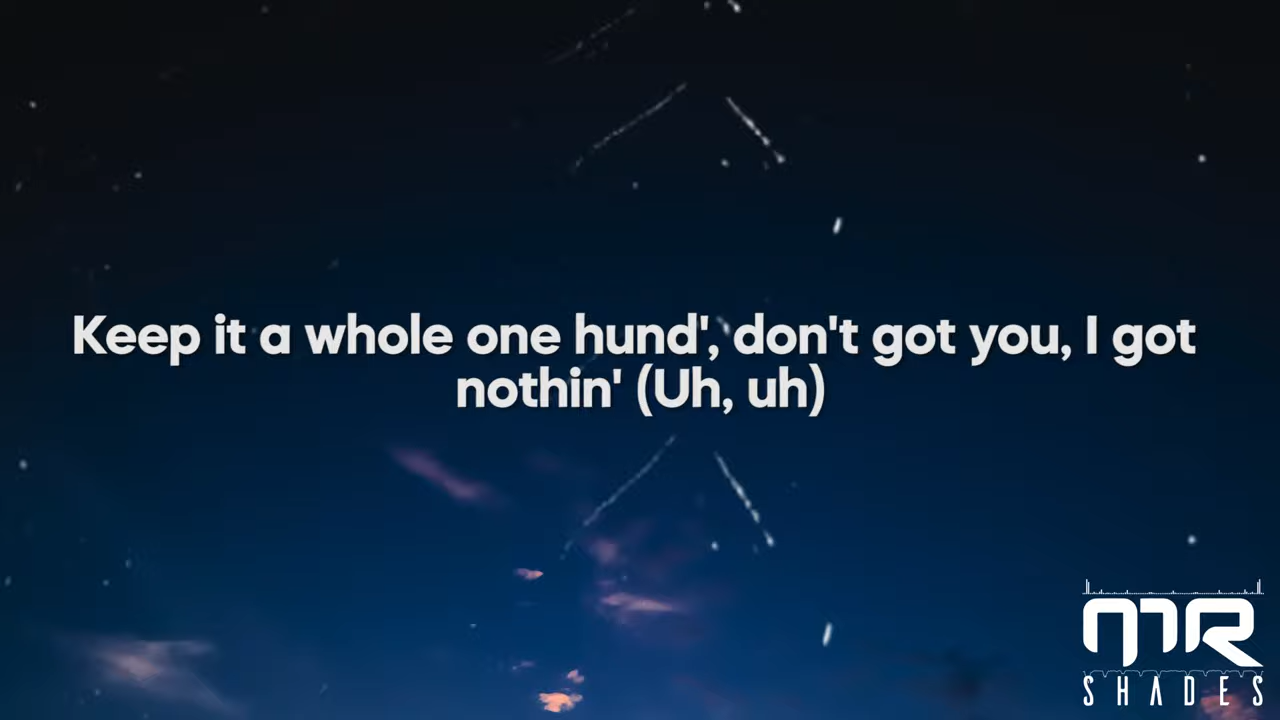 Keep it a whole one hund', don't got you, I got
nothin' (Uh, uh)
MR
SHADES